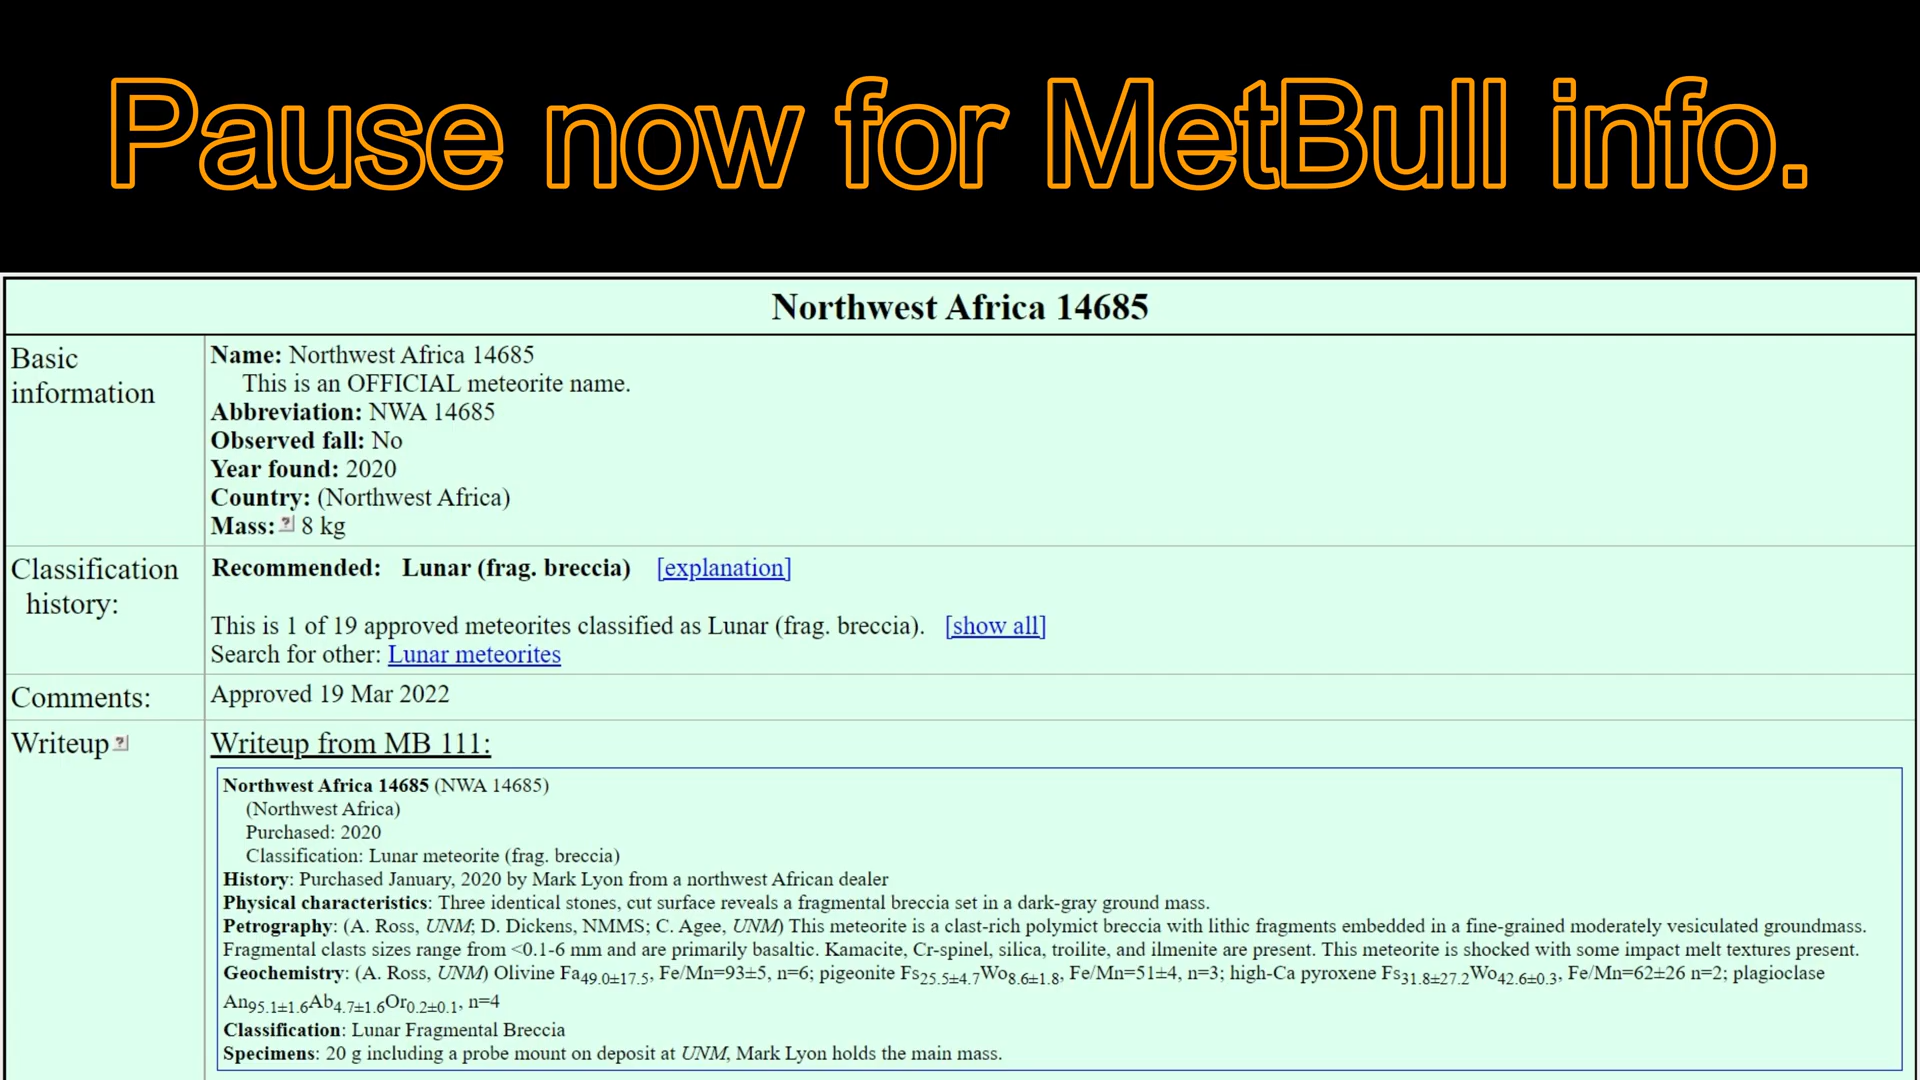 Pause now for MetBull info.
Northwest Africa 14685
Basic
information
Name: Northwest Africa 14685
This is an OFFICIAL meteorite name.
Abbreviation: NWA 14685
Observed fall: No
Year found: 2020
Country: (Northwest Africa)
Mass: ? 8 kg
Classification
history:
Recommended: Lunar (frag. breccia) [explanation]
This is 1 of 19 approved meteorites classified as Lunar (frag. breccia). [show all]
Search for other: Lunar meteorites
Comments:
Approved 19 Mar 2022
Writeup ?
Writeup from MB 111:
Northwest Africa 14685 (NWA 14685)
(Northwest Africa)
Purchased: 2020
Classification: Lunar meteorite (frag. breccia)
History: Purchased January, 2020 by Mark Lyon from a northwest African dealer
Physical characteristics: Three identical stones, cut surface reveals a fragmental breccia set in a dark-gray ground mass.
Petrography: (A. Ross, UNM; D. Dickens, NMMS; C. Agee, UNM) This meteorite is a clast-rich polymict breccia with lithic fragments embedded in a fine-grained moderately vesiculated groundmass.
Fragmental clasts sizes range from <0.1-6 mm and are primarily basaltic. Kamacite, Cr-spinel, silica, troilite, and ilmenite are present. This meteorite is shocked with some impact melt textures present.
Geochemistry: (A. Ross, UNM) Olivine Fa49.0±17.5, Fe/Mn=93±5, n=6; pigeonite Fs25.5±4.7Wo8.6±1.8, Fe/Mn=51±4, n=3; high-Ca pyroxene Fs31.8±27.2Wo42.6±0.3, Fe/Mn=62±26 n=2; plagioclase
An95.1±1.6Ab4.7±1.6Or0.2±0.1, n=4
Classification: Lunar Fragmental Breccia
Specimens: 20 g including a probe mount on deposit at UNM, Mark Lyon holds the main mass.